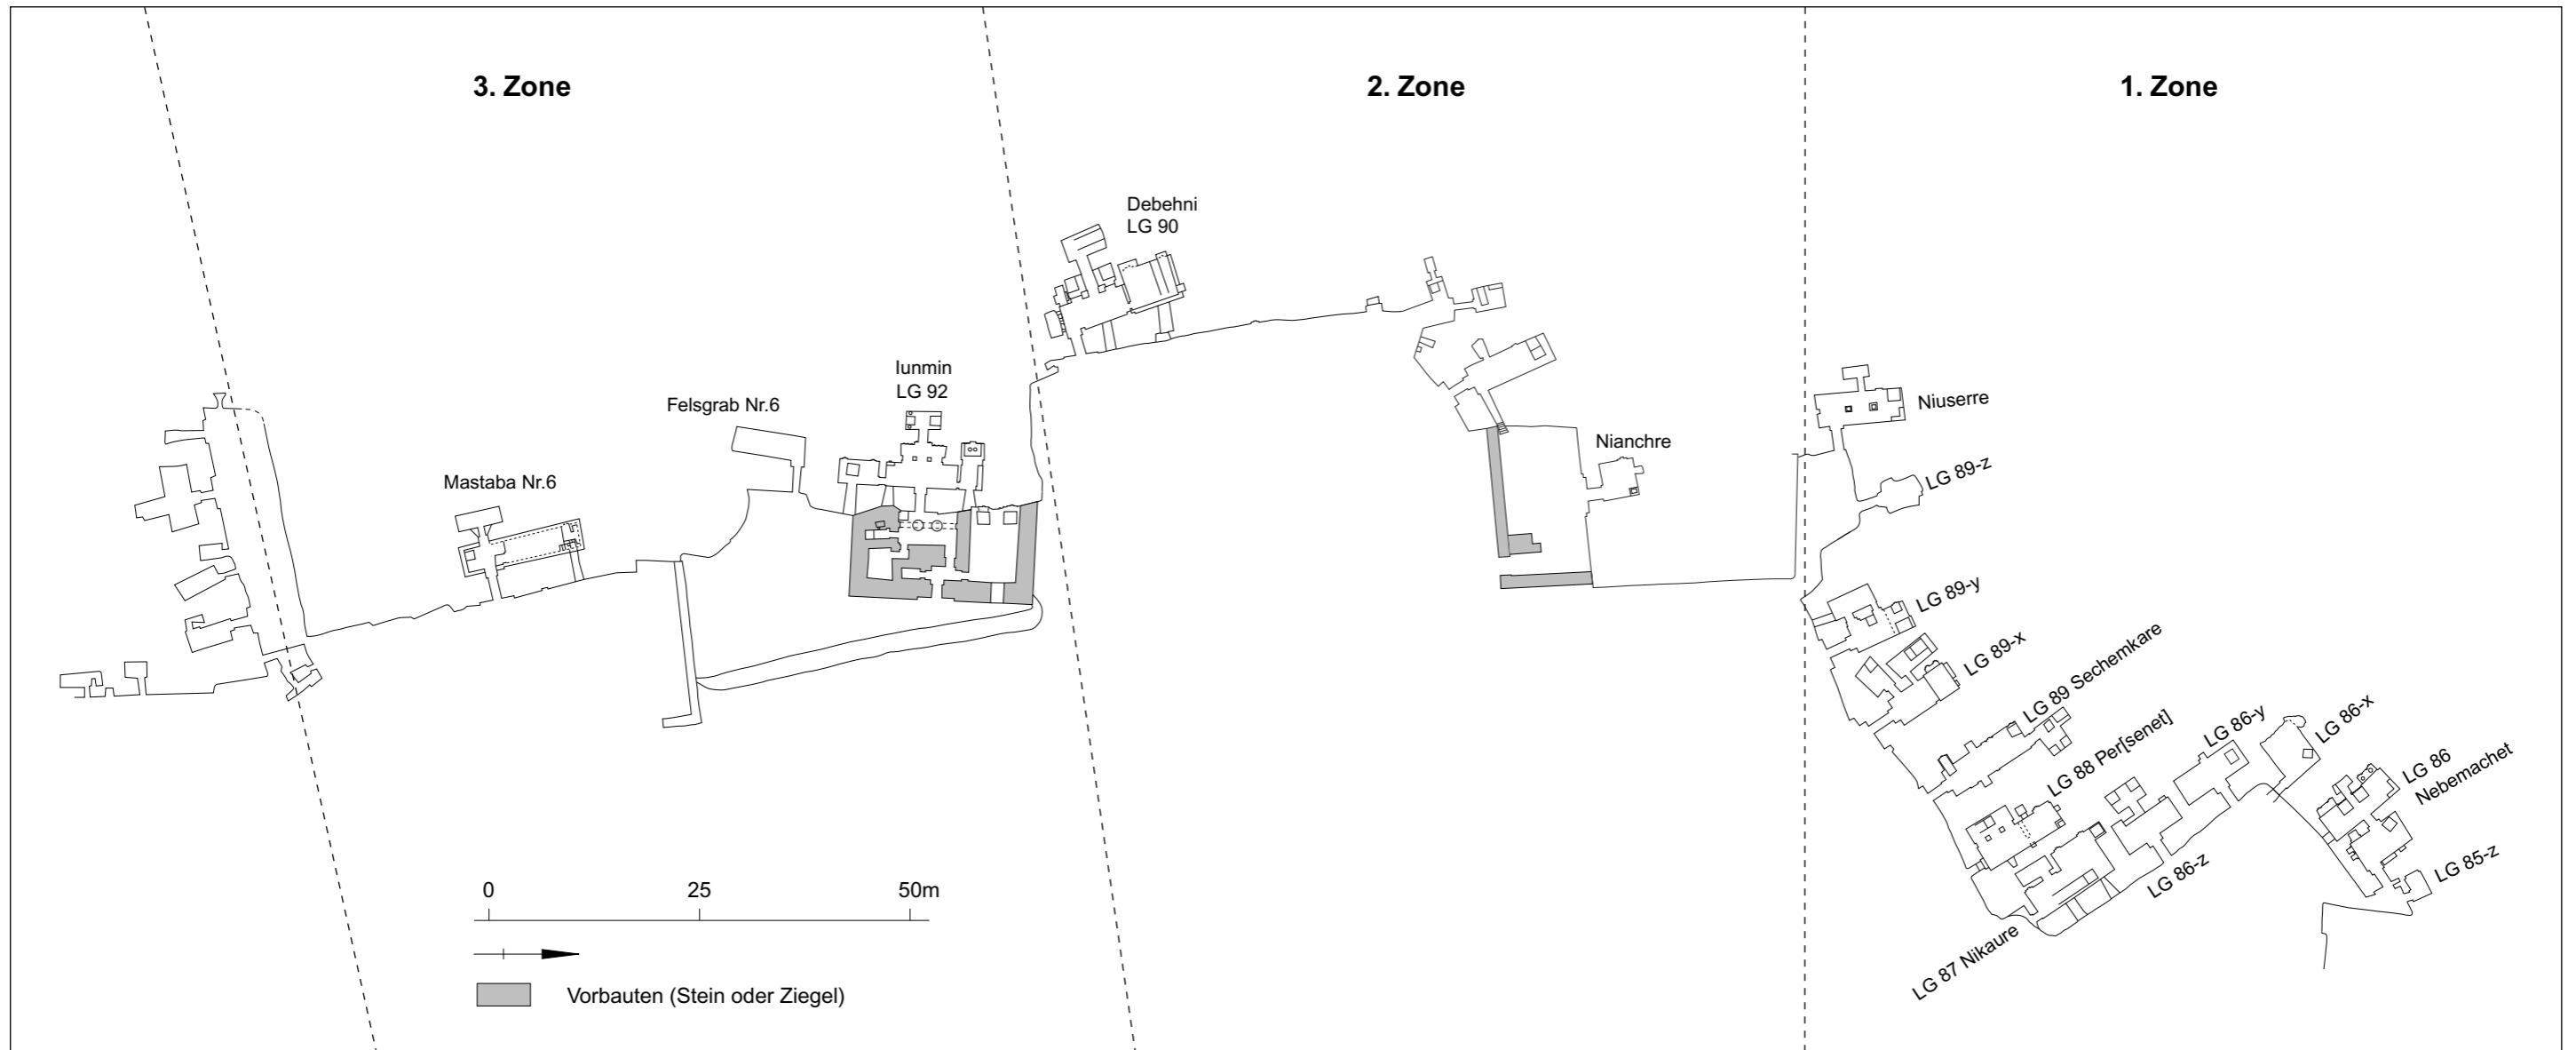 3. Zone
2. Zone
1. Zone
Debehni
LG 90
Iunmin
LG 92
Felsgrab Nr.6
Mastaba Nr.6
Nianchre
Niuserre
LG 89-z
LG 89-y
LG 89-x
LG 89 Sechemkare
LG 88 Per[senet]
LG 86-y
LG 86-x
LG 86
Nebemachet
LG 85-z
LG 86-z
LG 87 Nikaure
0 25 50m
Vorbauten (Stein oder Ziegel)